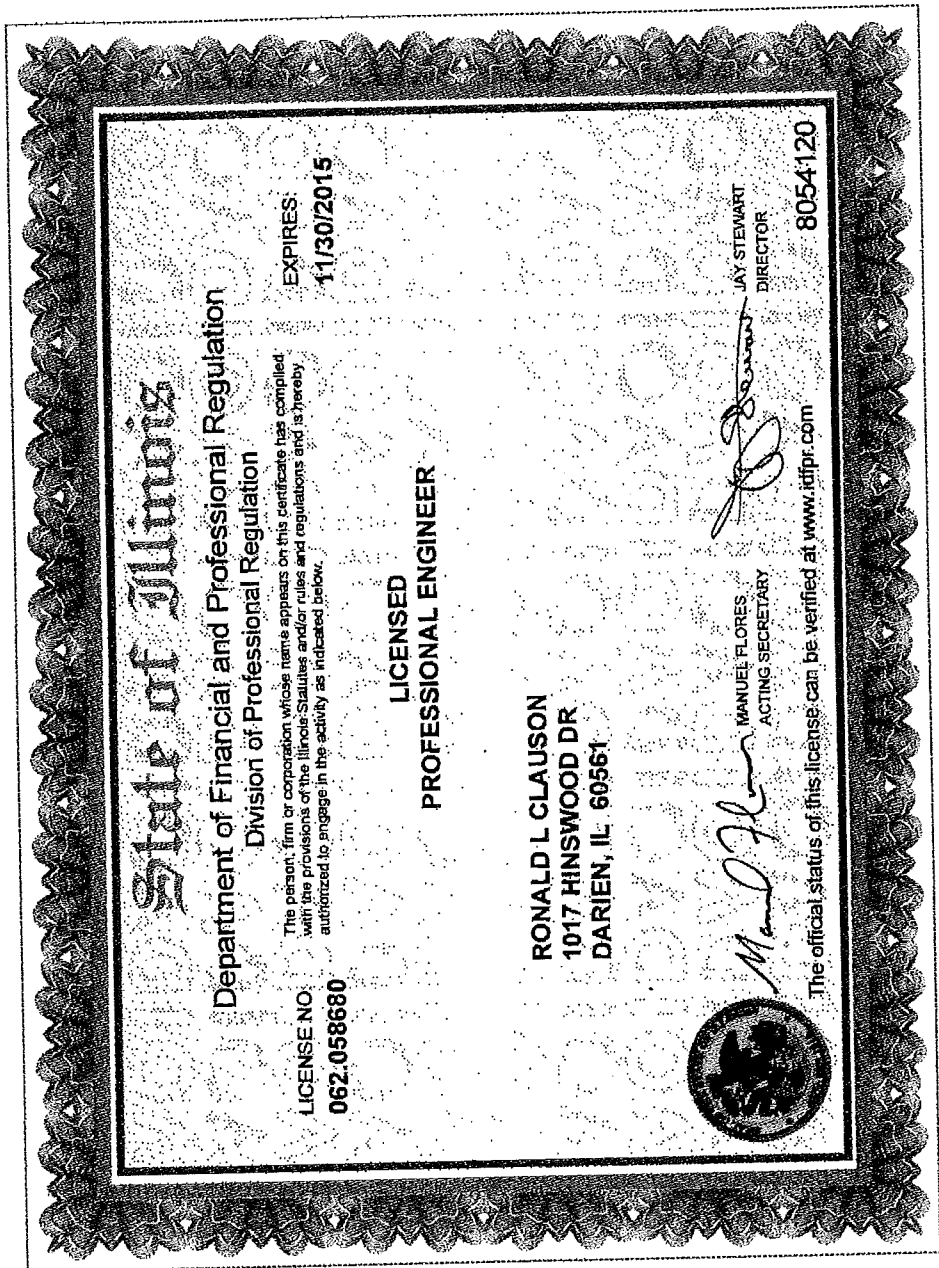 State of Illinois
Department of Financial and Professional Regulation
Division of Professional Regulation
LICENSE NO.
062.058680
The person, firm or corporation whose name appears on this certificate has complied
with the provisions of the Illinois Statutes and/or rules and regulations and is hereby
authorized to engage in the activity as indicated below.
EXPIRES:
11/30/2015
LICENSED
PROFESSIONAL ENGINEER
RONALD L CLAUSON
1017 HINSWOOD DR
DARIEN, IL 60561
MANUEL FLORES
ACTING SECRETARY
JAY STEWART
DIRECTOR
The official status of this license can be verified at www.idfpr.com
8054120